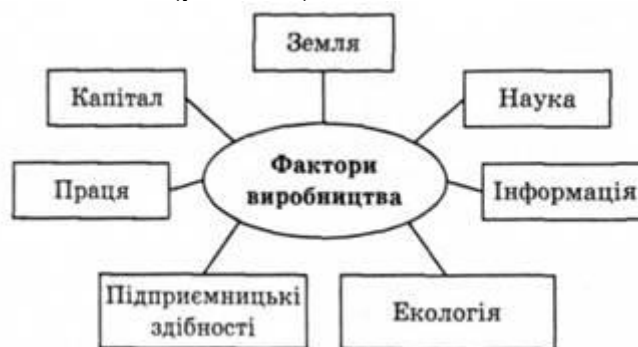 Земля
Капітал
Наука
Фактори
виробництва
Праця
Інформація
Підприємницькі
здібності
Екологія